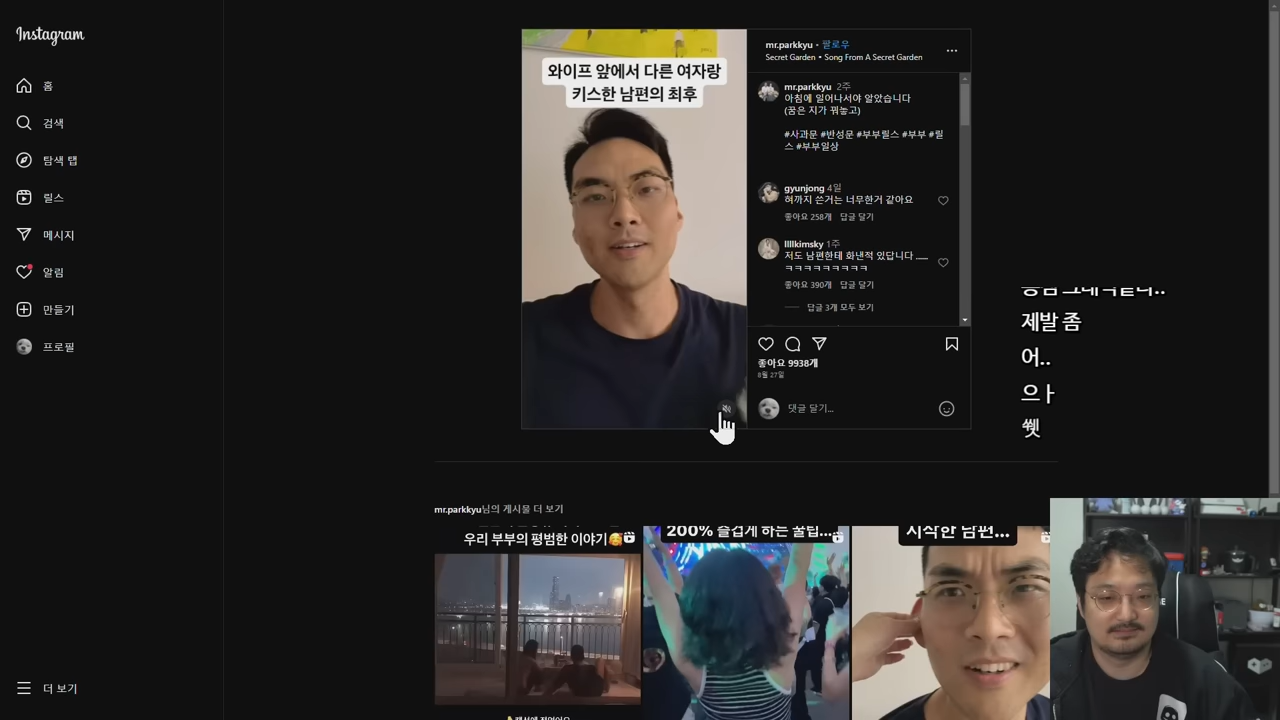 Instagram
홈
검색
탐색 탭
릴스
메시지
알림
만들기
프로필
더 보기
와이프 앞에서 다른 여자랑
키스한 남편의 최후
mr.parkkyu • 팔로우
Secret Garden • Song From A Secret Garden
mr.parkkyu 2주
아침에 일어나서야 알았습니다
(꿈은 지가 꿔놓고)
#사과문 #반성문 #부부릴스 #부부 #릴
스 #부부일상
gyunjong 4일
혀까지 쓴거는 너무한거 같아요
좋아요 258개 답글 달기
llllkimsky 1주
저도 남편한테 화낸적 있답니다 ......
ㅋㅋㅋㅋㅋㅋㅋㅋㅋ
좋아요 390개 답글 달기
답글 3개 모두 보기
좋아요 9938개
8월 27일
댓글 달기...
제발 좀
어..
으ㅏ
쀗
mr.parkkyu님의 게시물 더 보기
우리 부부의 평범한 이야기🥰
200% 즐겁게 하는 꿀팁...
시작한 남편...